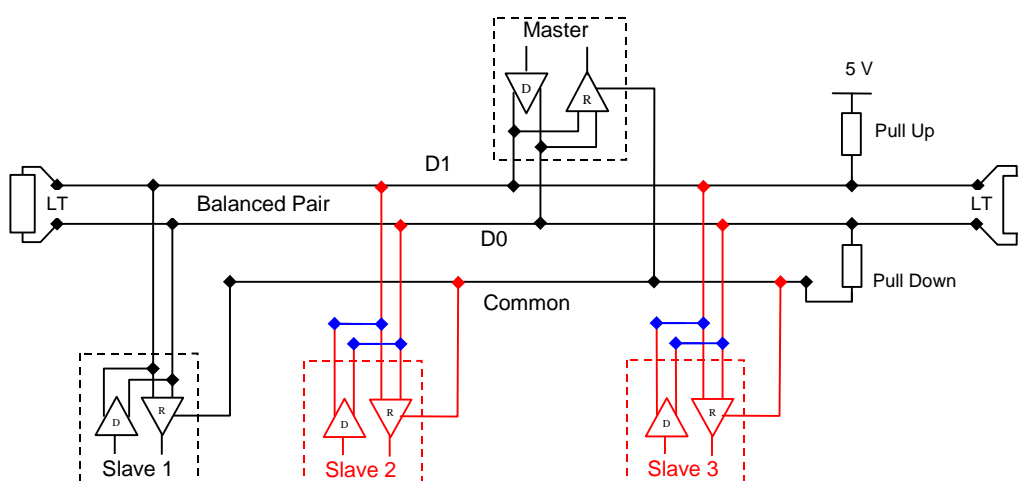 Master
D
R
5 V
Pull Up
D1
LT
Balanced Pair
LT
D0
Pull Down
Common
D
R
D
R
D
R
Slave 1
Slave 2
Slave 3